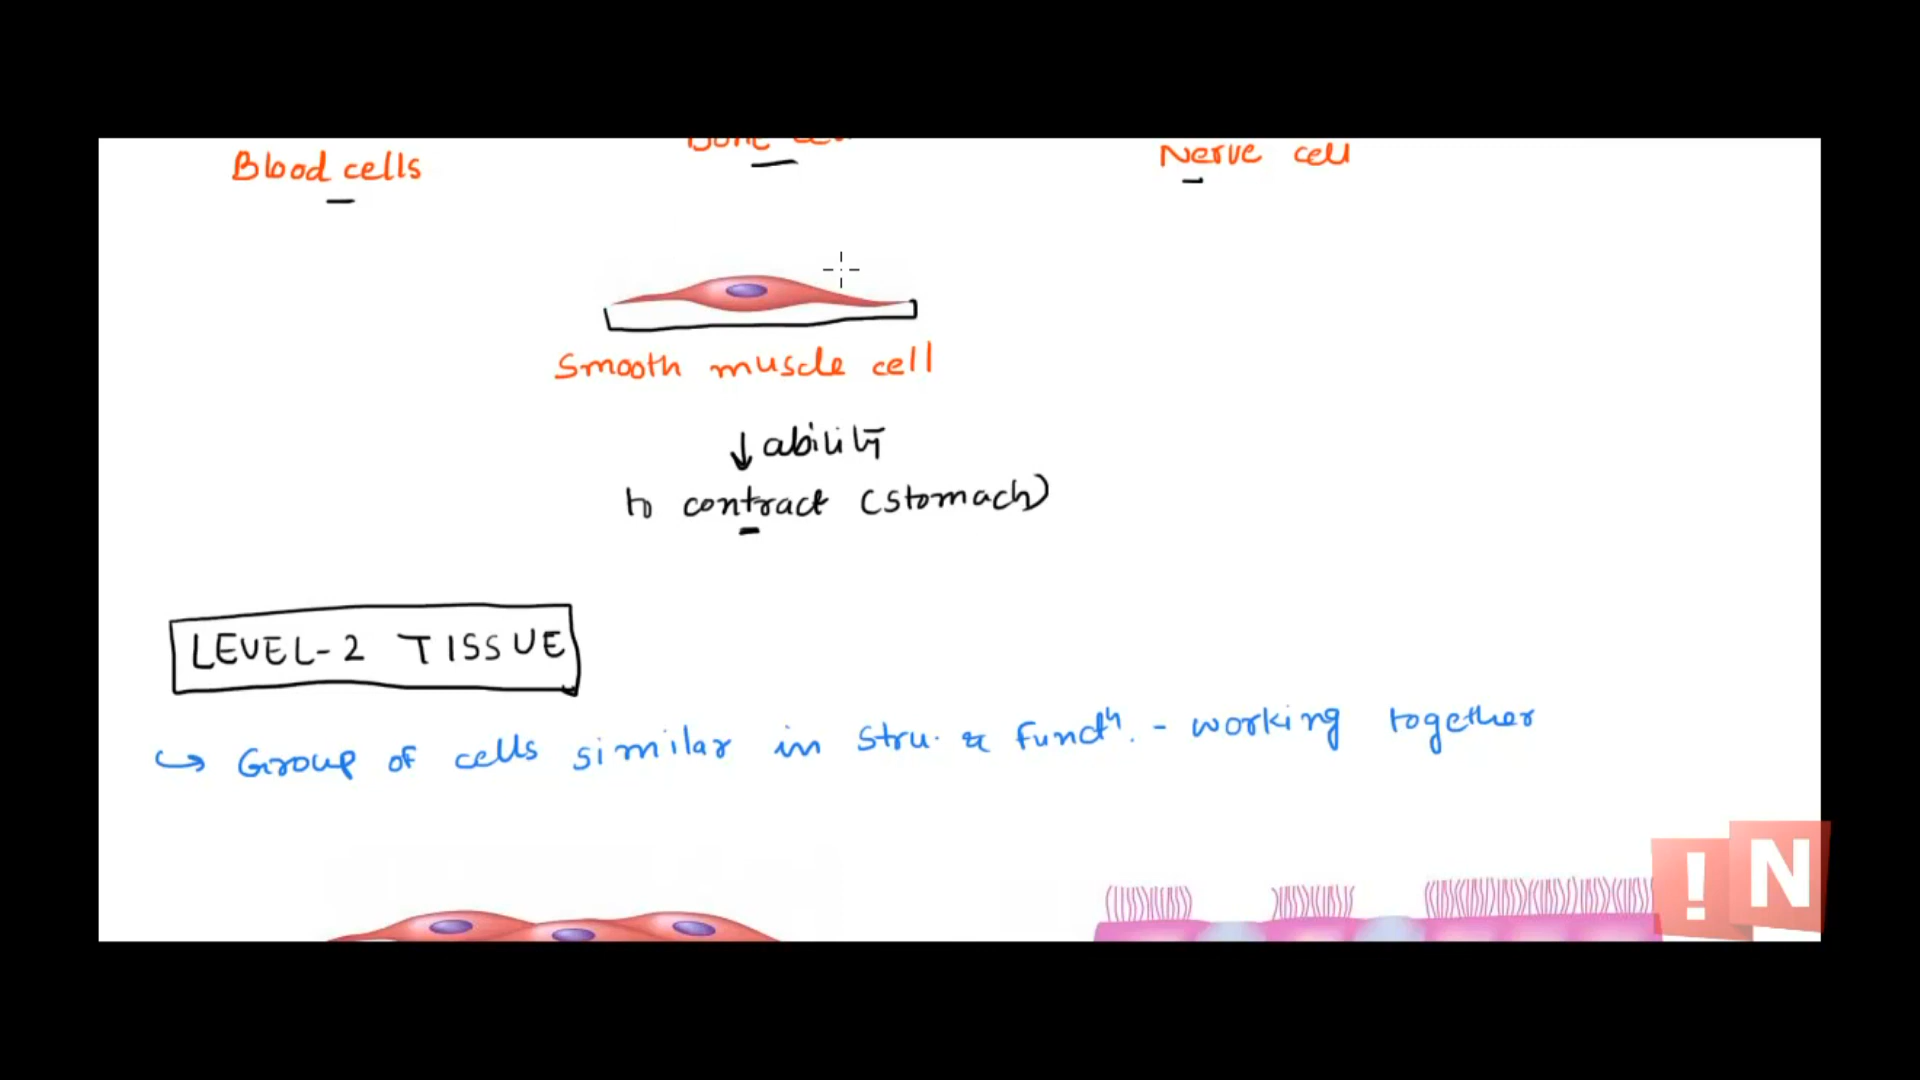 Blood cells
Nerve cell
Smooth muscle cell
↓ ability
to contract (stomach)
LEVEL-2 TISSUE
↪ Group of cells similar in Stru. & Functn. - working together
! N